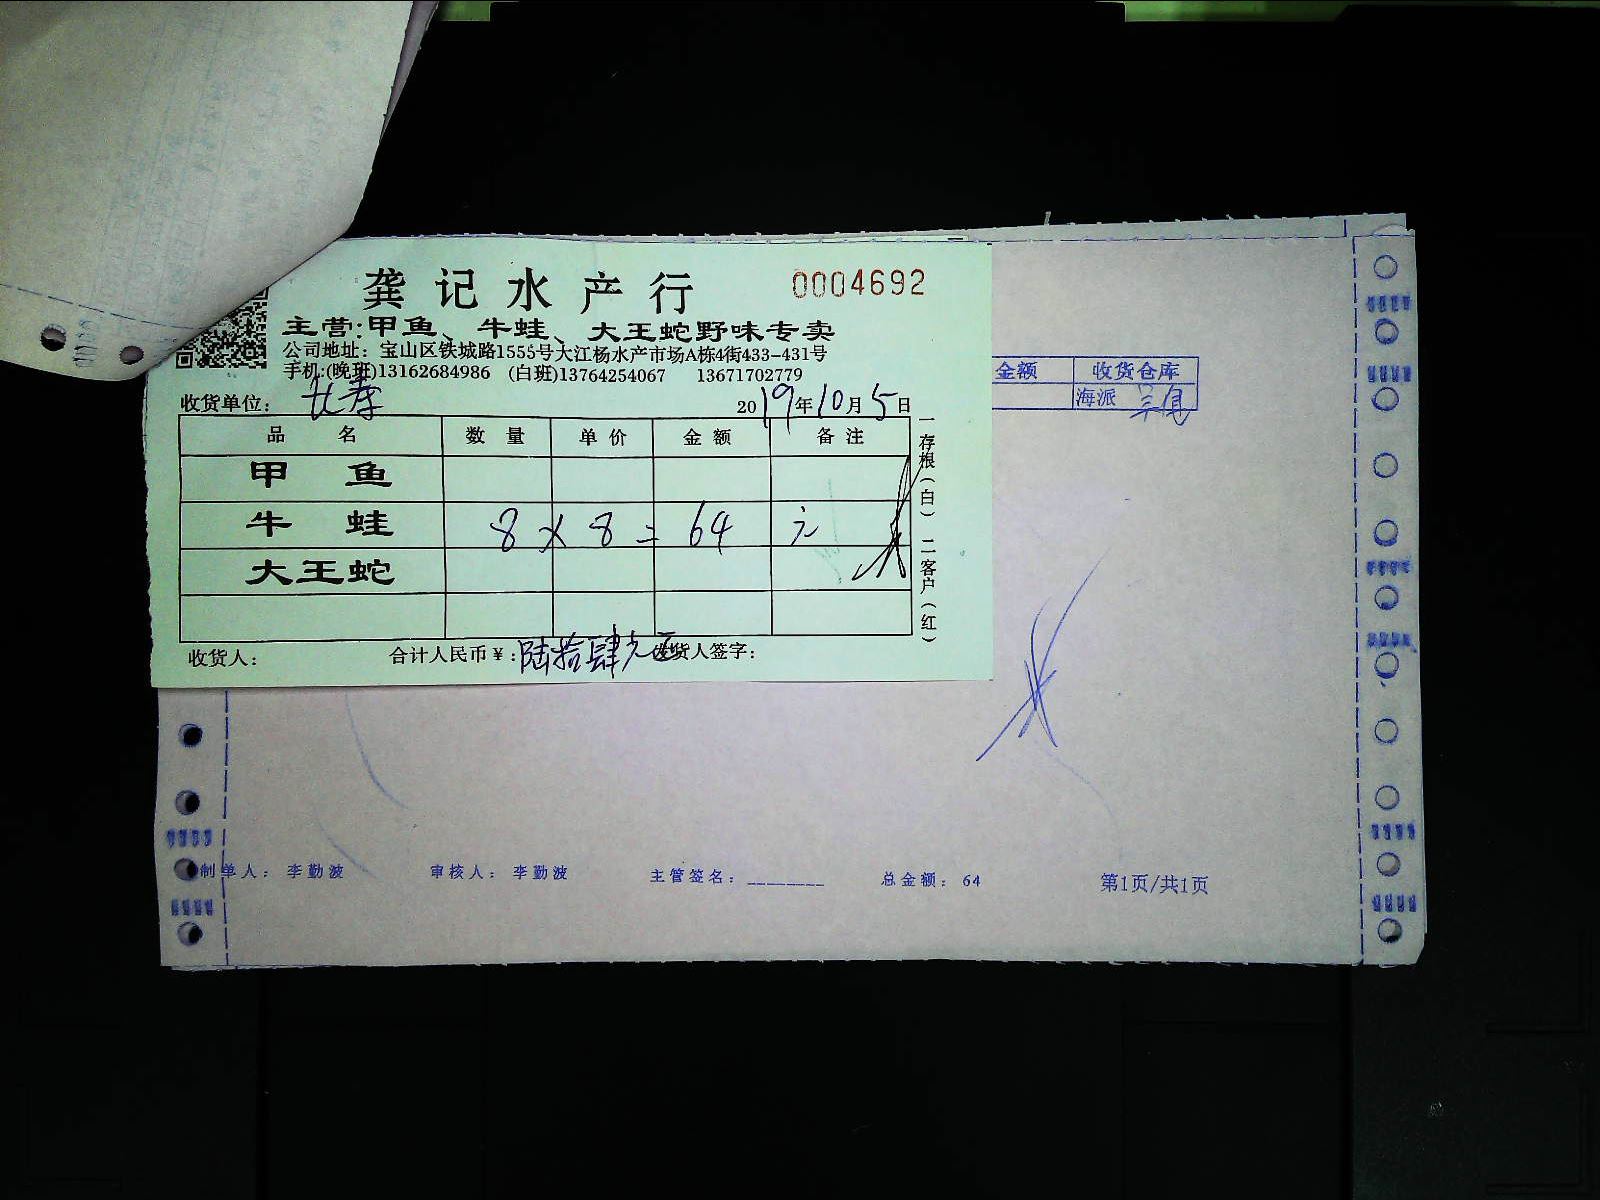 龚记水产行 0004692
主营:甲鱼、牛蛙、大王蛇野味专卖
公司地址：宝山区铁城路1555号大江杨水产市场A栋4街433-431号
手机:(晚班)13162684986 (白班)13764254067 13671702779
收货单位：长寿 2019年10月5日
品名 数量 单价 金额 备注
甲鱼
牛蛙 8 × 8 = 64 元
大王蛇
一存根(白) 二客户(红)
收货人： 合计人民币￥：陆拾肆元正 货人签字：
金额 收货仓库
海派
制单人：李勤波 审核人：李勤波 主管签名：________ 总金额：64 第1页/共1页